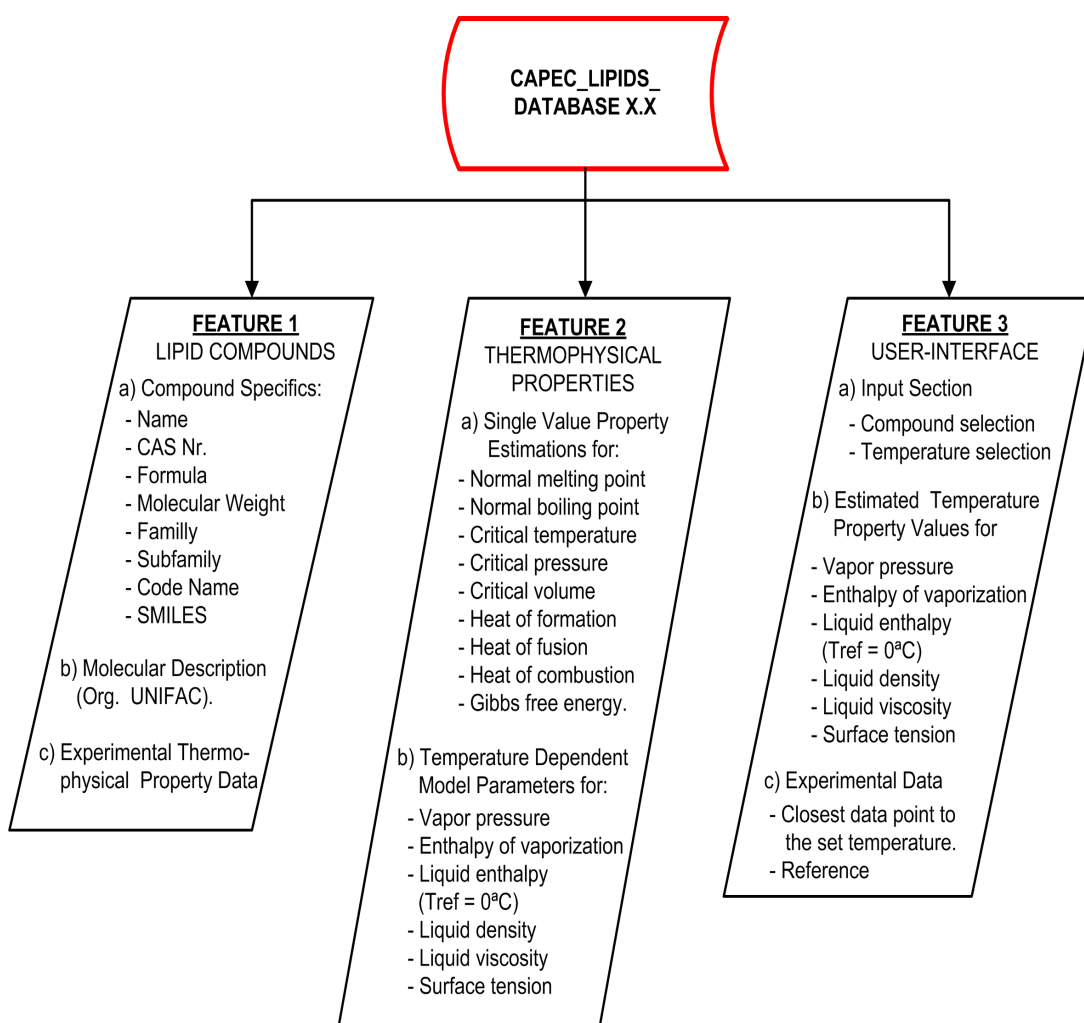 CAPEC_LIPIDS_
DATABASE X.X
FEATURE 1
LIPID COMPOUNDS
a) Compound Specifics:
- Name
- CAS Nr.
- Formula
- Molecular Weight
- Familly
- Subfamily
- Code Name
- SMILES
b) Molecular Description
(Org. UNIFAC).
c) Experimental Thermo-
physical Property Data
FEATURE 2
THERMOPHYSICAL
PROPERTIES
a) Single Value Property
Estimations for:
- Normal melting point
- Normal boiling point
- Critical temperature
- Critical pressure
- Critical volume
- Heat of formation
- Heat of fusion
- Heat of combustion
- Gibbs free energy.
b) Temperature Dependent
Model Parameters for:
- Vapor pressure
- Enthalpy of vaporization
- Liquid enthalpy
(Tref = 0ªC)
- Liquid density
- Liquid viscosity
- Surface tension
FEATURE 3
USER-INTERFACE
a) Input Section
- Compound selection
- Temperature selection
b) Estimated Temperature
Property Values for
- Vapor pressure
- Enthalpy of vaporization
- Liquid enthalpy
(Tref = 0ªC)
- Liquid density
- Liquid viscosity
- Surface tension
c) Experimental Data
- Closest data point to
the set temperature.
- Reference